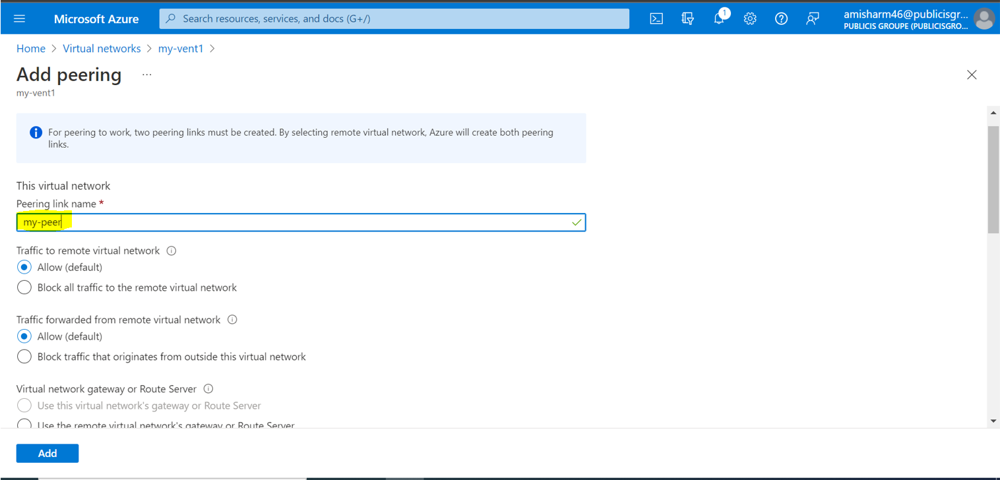 Microsoft Azure
Search resources, services, and docs (G+/)
1
amisharm46@publicisgr...
PUBLICIS GROUPE (PUBLICISGRO...
Home > Virtual networks > my-vent1 >
Add peering ...
my-vent1
For peering to work, two peering links must be created. By selecting remote virtual network, Azure will create both peering
links.
This virtual network
Peering link name *
my-peer
Traffic to remote virtual network
Allow (default)
Block all traffic to the remote virtual network
Traffic forwarded from remote virtual network
Allow (default)
Block traffic that originates from outside this virtual network
Virtual network gateway or Route Server
Use this virtual network's gateway or Route Server
Use the remote virtual network's gateway or Route Server
Add